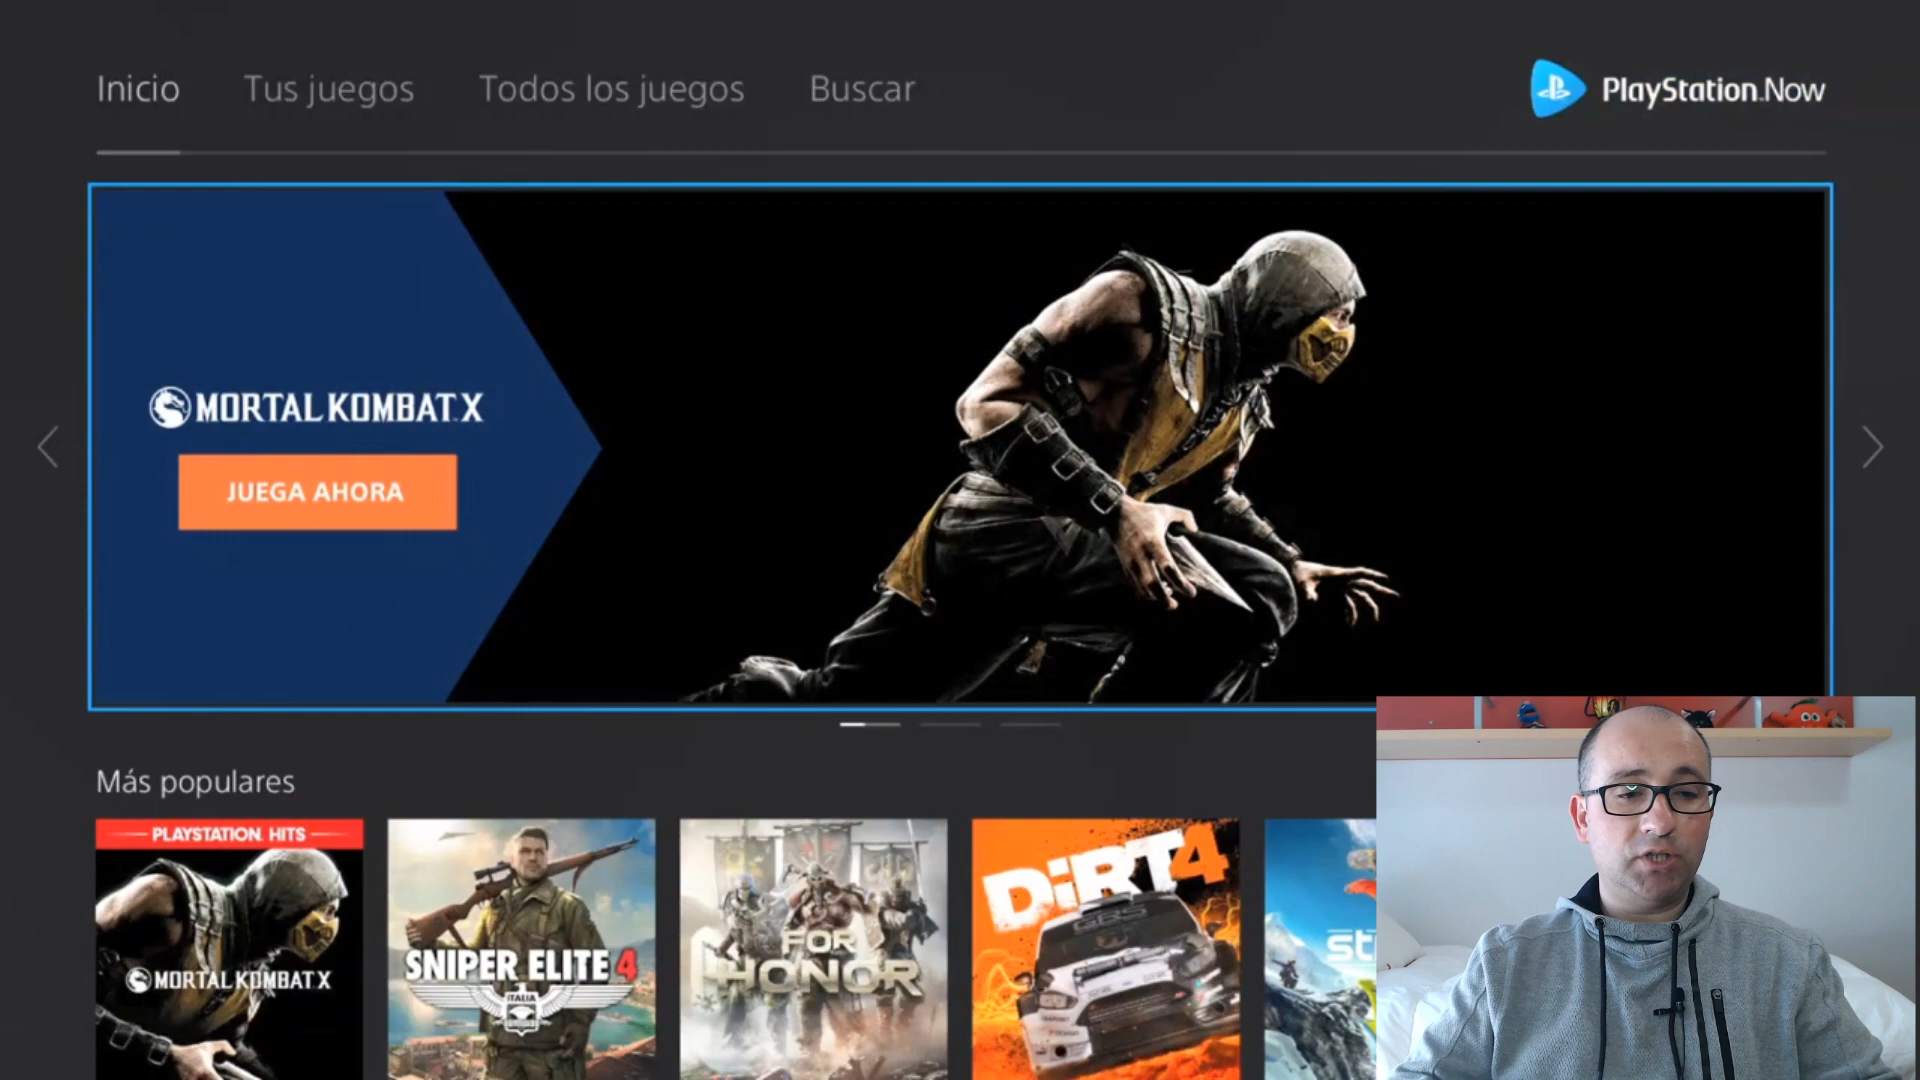 Inicio
Tus juegos
Todos los juegos
Buscar
PlayStation.Now
MORTAL KOMBAT X
JUEGA AHORA
Más populares
PLAYSTATION HITS
MORTAL KOMBAT X
SNIPER ELITE 4
ITALIA
FOR
HONOR
DiRT 4